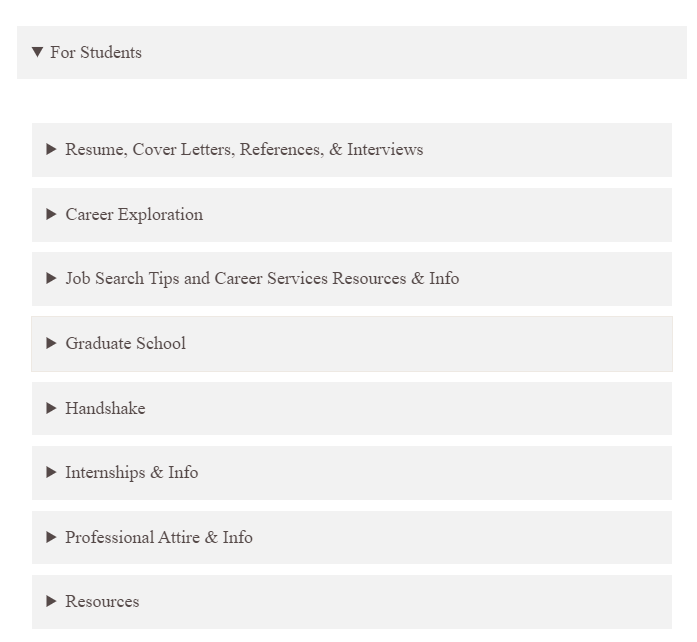 For Students
Resume, Cover Letters, References, & Interviews
Career Exploration
Job Search Tips and Career Services Resources & Info
Graduate School
Handshake
Internships & Info
Professional Attire & Info
Resources